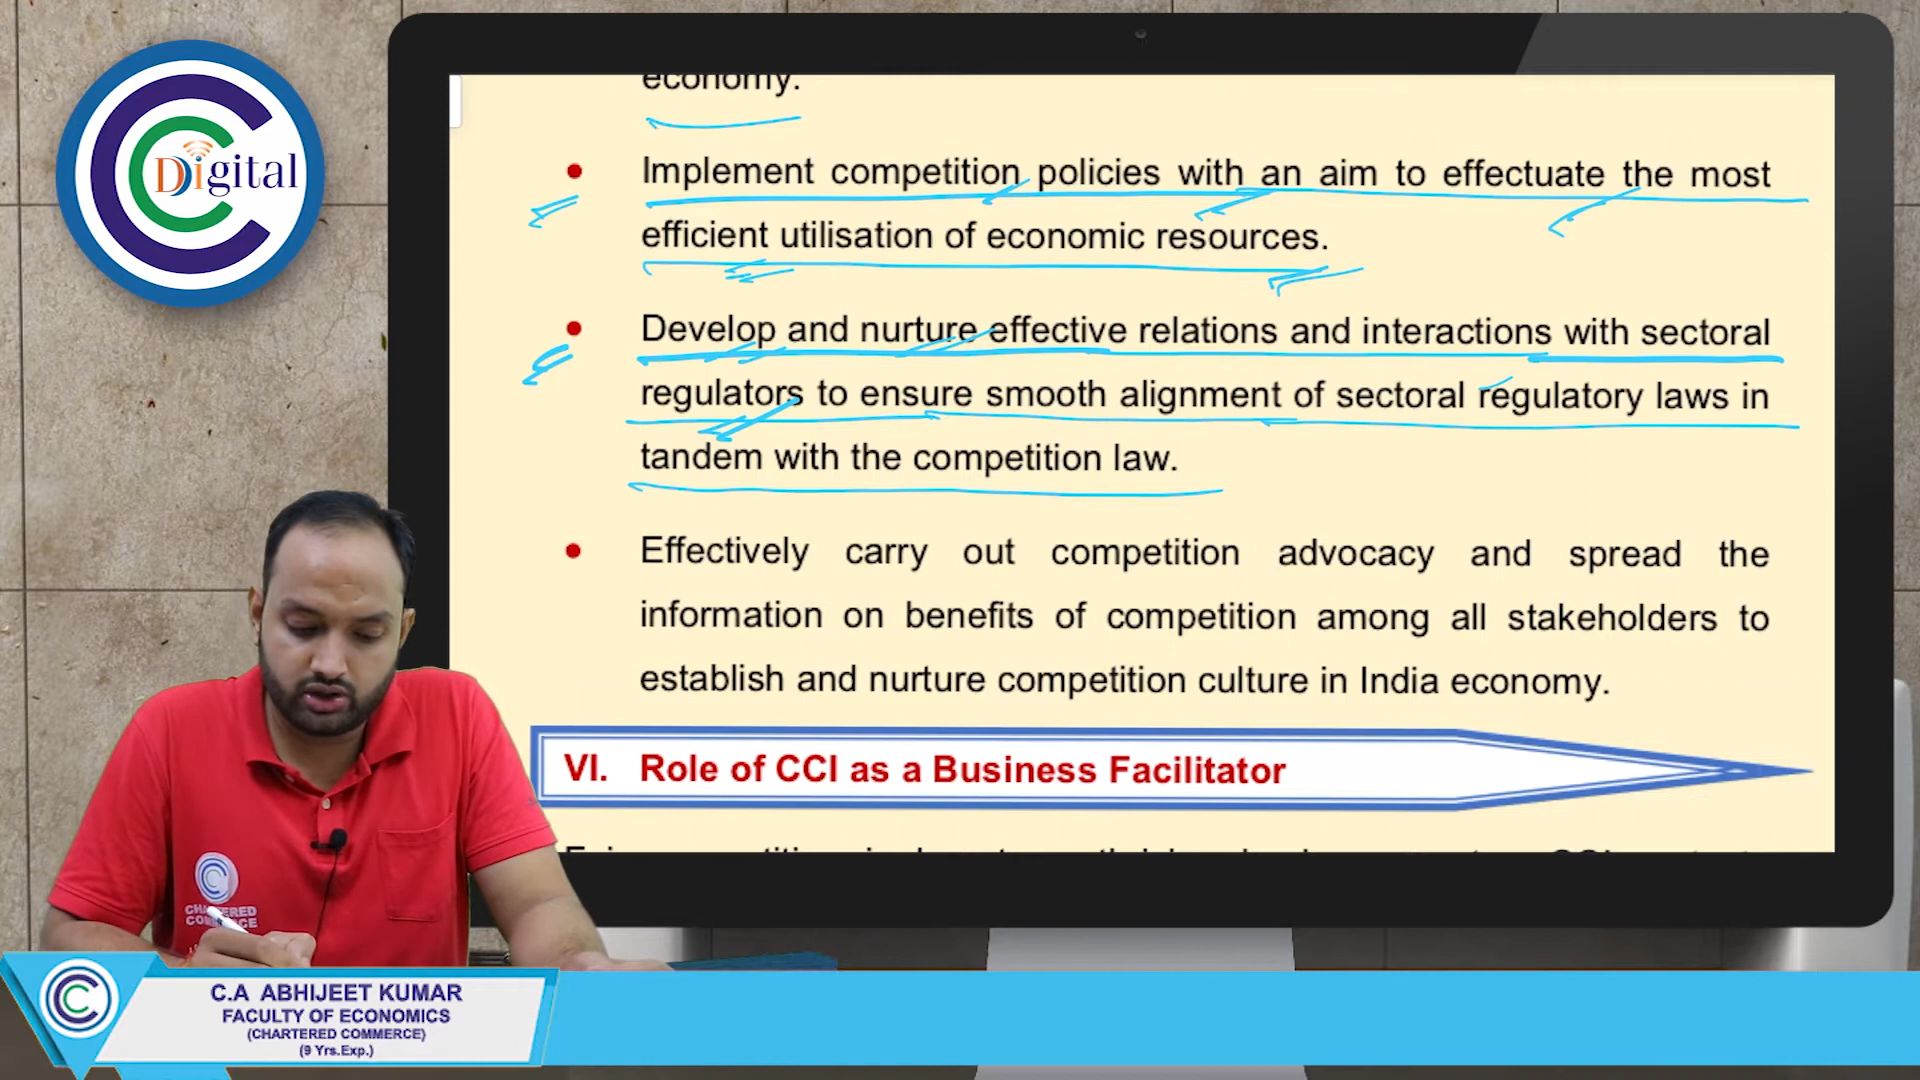 Digital
economy.
• Implement competition policies with an aim to effectuate the most
efficient utilisation of economic resources.
• Develop and nurture effective relations and interactions with sectoral
regulators to ensure smooth alignment of sectoral regulatory laws in
tandem with the competition law.
• Effectively carry out competition advocacy and spread the
information on benefits of competition among all stakeholders to
establish and nurture competition culture in India economy.
VI. Role of CCI as a Business Facilitator
CHARTERED
COMMERCE
C.A ABHIJEET KUMAR
FACULTY OF ECONOMICS
(CHARTERED COMMERCE)
(9 Yrs.Exp.)